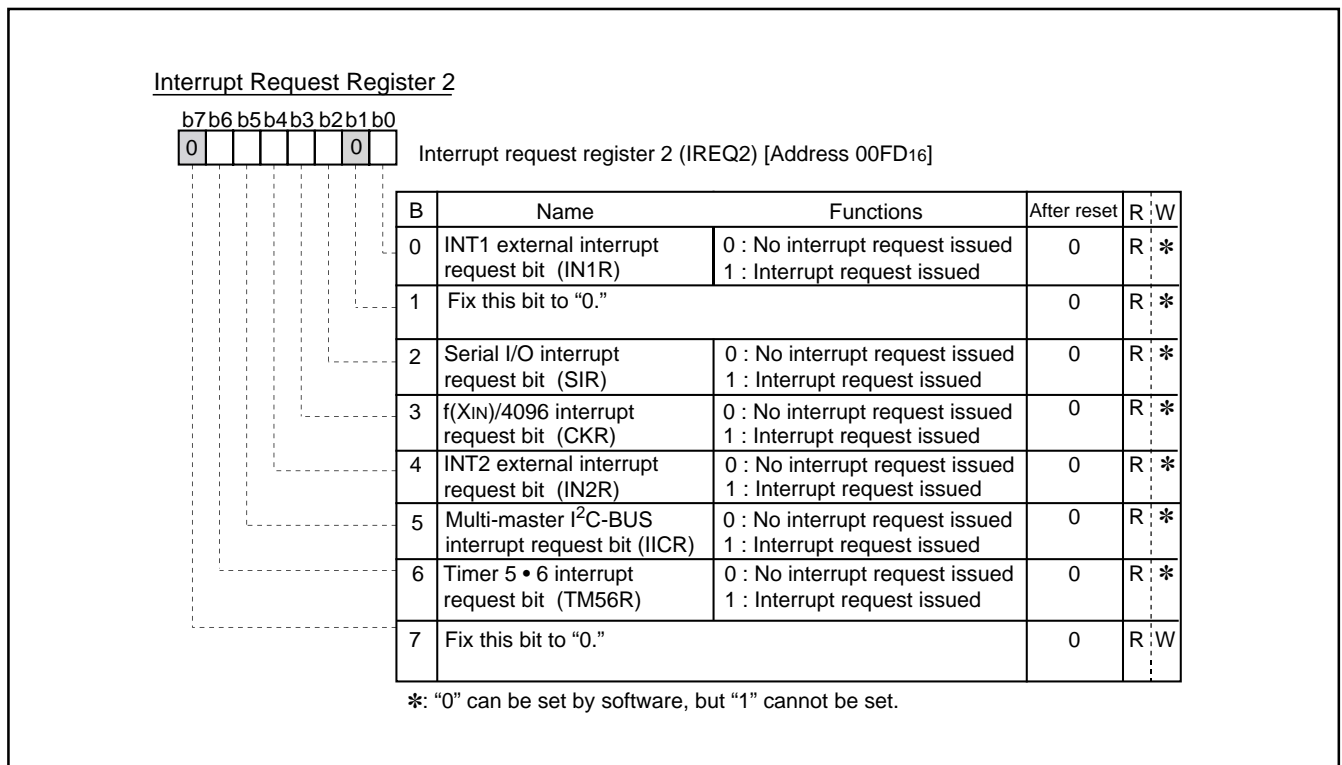 Interrupt Request Register 2
b7 b6 b5 b4 b3 b2 b1 b0
0 0
Interrupt request register 2 (IREQ2) [Address 00FD16]
B Name Functions After reset R W
0 INT1 external interrupt request bit (IN1R) 0 : No interrupt request issued 1 : Interrupt request issued 0 R ✻
1 Fix this bit to “0.” 0 R ✻
2 Serial I/O interrupt request bit (SIR) 0 : No interrupt request issued 1 : Interrupt request issued 0 R ✻
3 f(XIN)/4096 interrupt request bit (CKR) 0 : No interrupt request issued 1 : Interrupt request issued 0 R ✻
4 INT2 external interrupt request bit (IN2R) 0 : No interrupt request issued 1 : Interrupt request issued 0 R ✻
5 Multi-master I2C-BUS interrupt request bit (IICR) 0 : No interrupt request issued 1 : Interrupt request issued 0 R ✻
6 Timer 5 • 6 interrupt request bit (TM56R) 0 : No interrupt request issued 1 : Interrupt request issued 0 R ✻
7 Fix this bit to “0.” 0 R W
✻: “0” can be set by software, but “1” cannot be set.